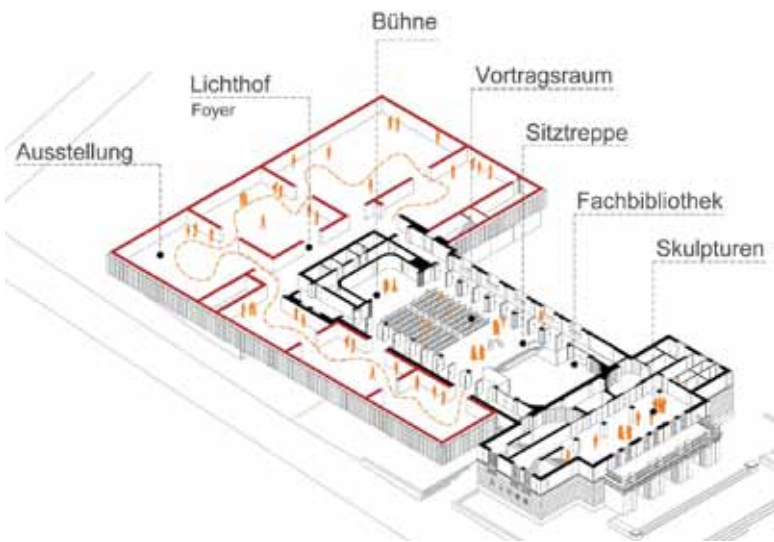 Bühne
Lichthof
Foyer
Vortragsraum
Ausstellung
Sitztreppe
Fachbibliothek
Skulpturen